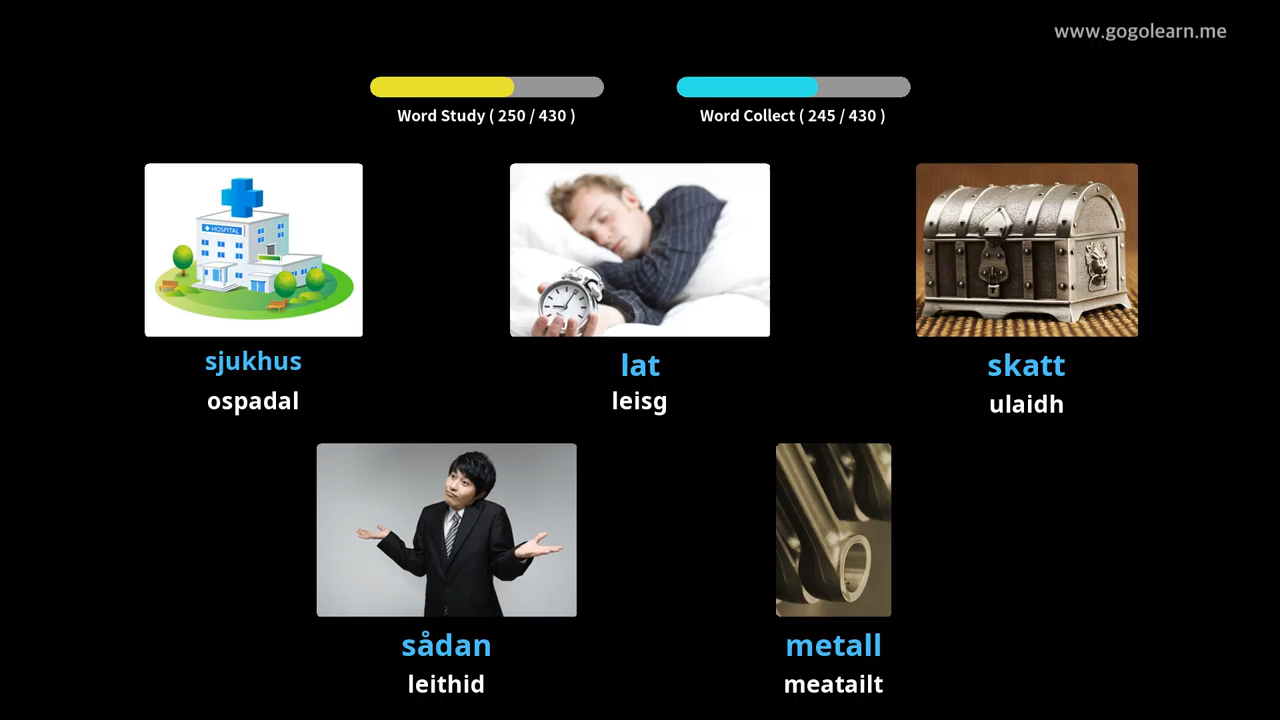 www.gogolearn.me
Word Study ( 250 / 430 )
Word Collect ( 245 / 430 )
HOSPITAL
sjukhus
ospadal
lat
leisg
skatt
ulaidh
sådan
leithid
metall
meatailt